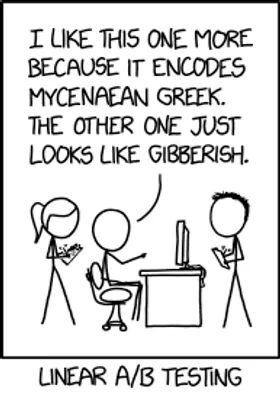 I LIKE THIS ONE MORE
BECAUSE IT ENCODES
MYCENAEAN GREEK.
THE OTHER ONE JUST
LOOKS LIKE GIBBERISH.
LINEAR A/B TESTING